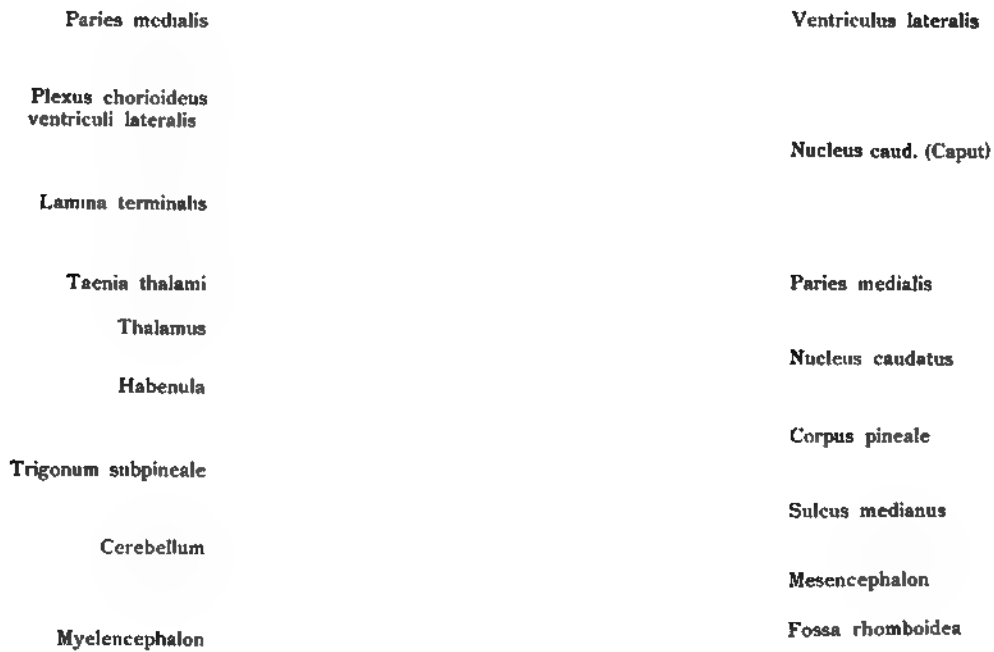 Paries medialis
Plexus chorioideus
ventriculi lateralis
Lamina terminalis
Taenia thalami
Thalamus
Habenula
Trigonum subpineale
Cerebellum
Myelencephalon
Ventriculus lateralis
Nucleus caud. (Caput)
Paries medialis
Nucleus caudatus
Corpus pineale
Sulcus medianus
Mesencephalon
Fossa rhomboidea